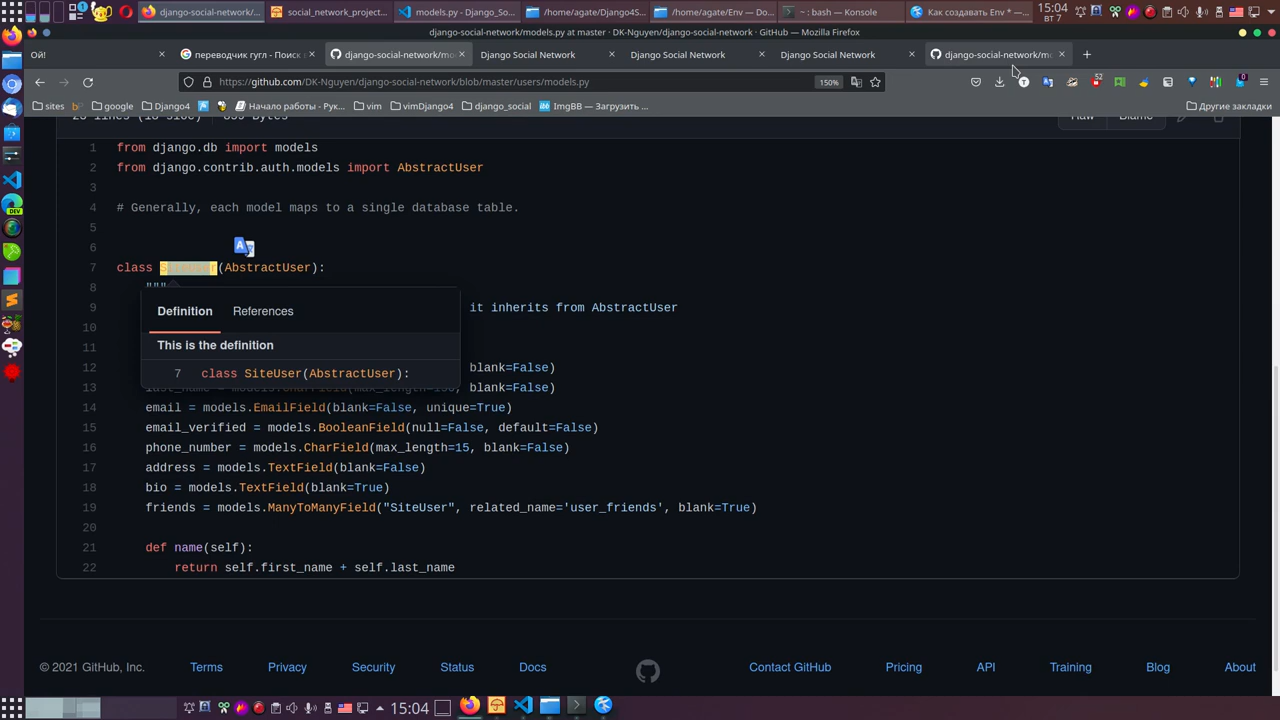 django-social-network/...
social_network_project...
models.py - Django_So...
/home/agate/Django4S...
/home/agate/Env — Do...
: bash — Konsole
Как создавать Env * —...
15:04
ВТ 7
django-social-network/models.py at master · DK-Nguyen/django-social-network · GitHub — Mozilla Firefox
Ой!
переводчик гугл - Поиск в
django-social-network/mo
Django Social Network
Django Social Network
Django Social Network
django-social-network/mo
https://github.com/DK-Nguyen/django-social-network/blob/master/users/models.py
150%
52
0
sites
google
Django4
Начало работы - Рук...
vim
vimDjango4
django_social
ImgBB — Загрузить ...
Другие закладки
Raw
Blame
1 from django.db import models
2 from django.contrib.auth.models import AbstractUser
3
4 # Generally, each model maps to a single database table.
5
6
7 class SiteUser(AbstractUser):
8 """
9 it inherits from AbstractUser
10
11
12 blank=False)
13 blank=False)
14 email = models.EmailField(blank=False, unique=True)
15 email_verified = models.BooleanField(null=False, default=False)
16 phone_number = models.CharField(max_length=15, blank=False)
17 address = models.TextField(blank=False)
18 bio = models.TextField(blank=True)
19 friends = models.ManyToManyField("SiteUser", related_name='user_friends', blank=True)
20
21 def name(self):
22 return self.first_name + self.last_name
Definition
References
This is the definition
7 class SiteUser(AbstractUser):
© 2021 GitHub, Inc.
Terms
Privacy
Security
Status
Docs
Contact GitHub
Pricing
API
Training
Blog
About
15:04